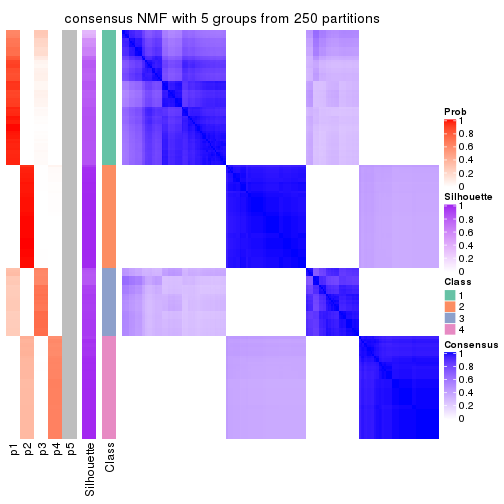 consensus NMF with 5 groups from 250 partitions
Prob
1
0.8
0.6
0.4
0.2
0
Silhouette
1
0.8
0.6
0.4
0.2
0
Class
1
2
3
4
Consensus
1
0.8
0.6
0.4
0.2
0
p1
p2
p3
p4
p5
Silhouette
Class